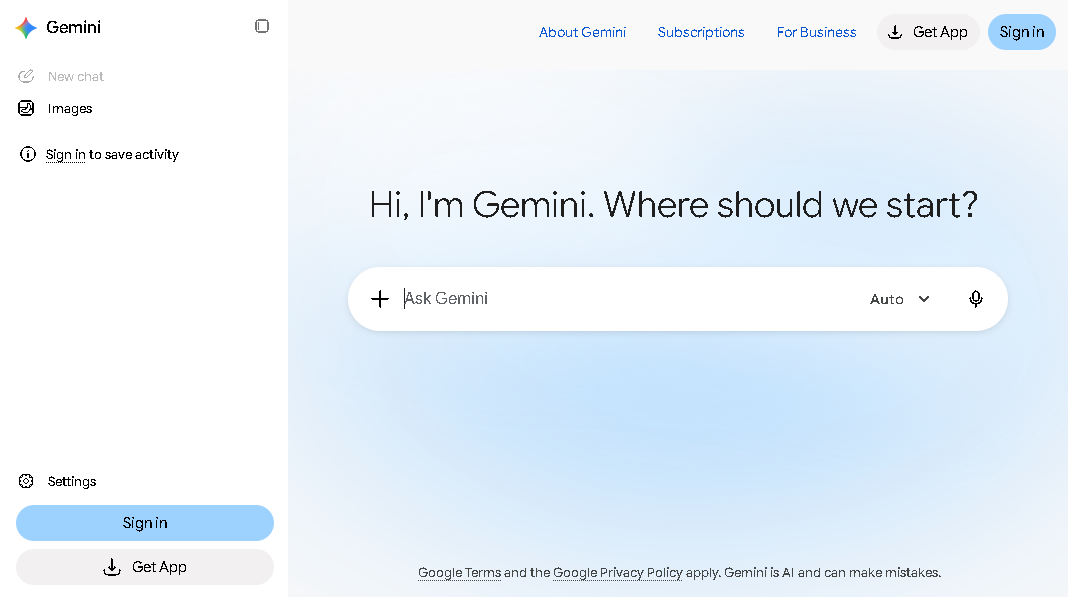 Gemini
New chat
Images
Sign in to save activity
Settings
Sign in
Get App
About Gemini
Subscriptions
For Business
Get App
Sign in
Hi, I'm Gemini. Where should we start?
Ask Gemini
Auto
Google Terms and the Google Privacy Policy apply. Gemini is AI and can make mistakes.